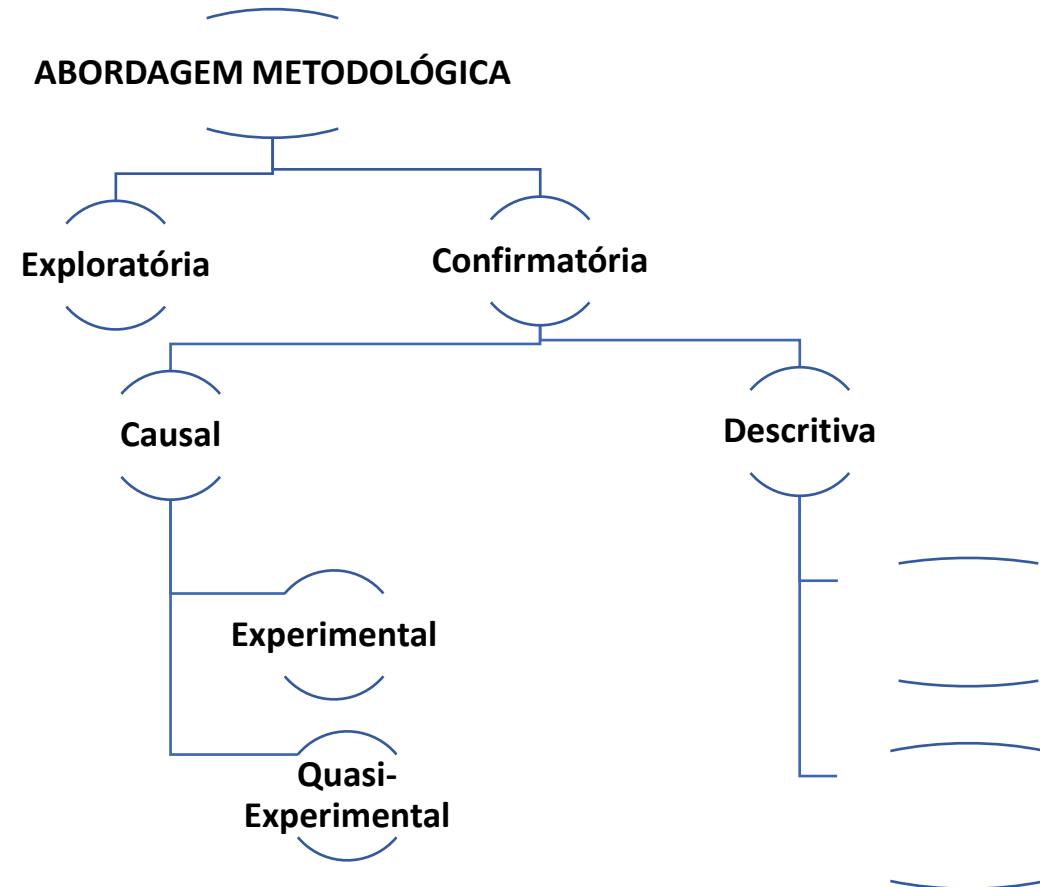 ABORDAGEM METODOLÓGICA
Exploratória
Confirmatória
Causal
Descritiva
Experimental
Quasi-
Experimental